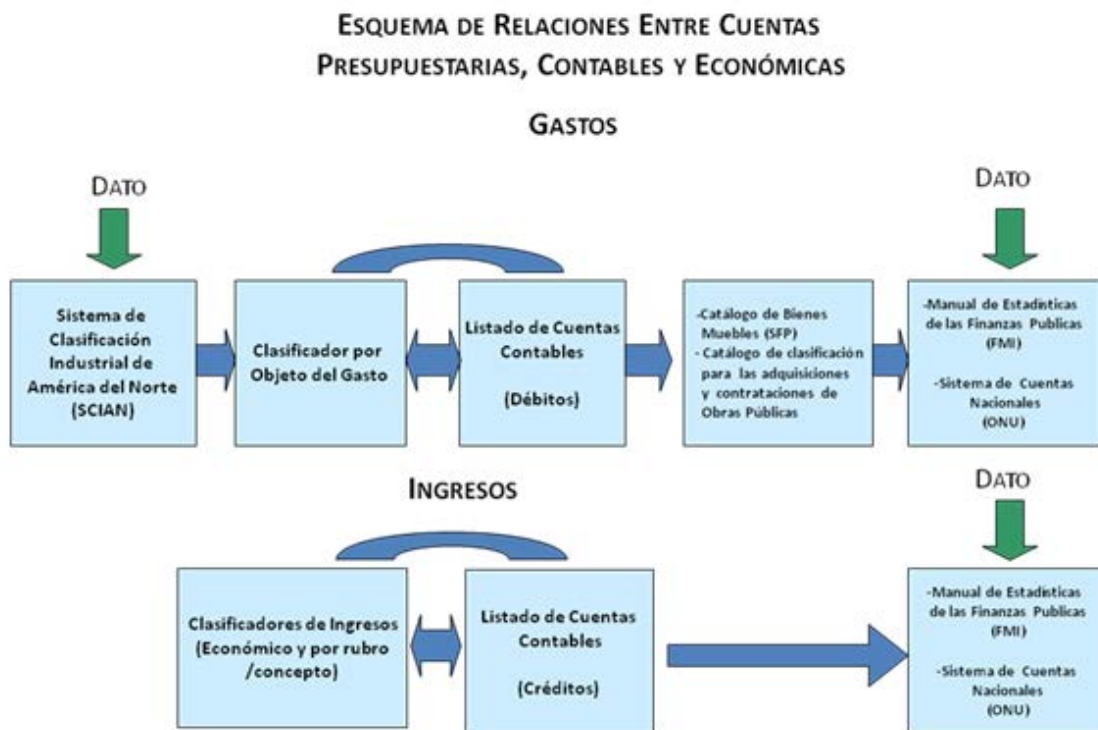 ESQUEMA DE RELACIONES ENTRE CUENTAS
PRESUPUESTARIAS, CONTABLES Y ECONÓMICAS
GASTOS
DATO
DATO
Sistema de
Clasificación
Industrial de
América del Norte
(SCIAN)
Clasificador por
Objeto del Gasto
Listado de Cuentas
Contables
(Débitos)
-Catálogo de Bienes
Muebles (SFP)
- Catálogo de clasificación
para las adquisiciones
y contrataciones de
Obras Públicas
-Manual de Estadísticas
de las Finanzas Publicas
(FMI)
-Sistema de Cuentas
Nacionales
(ONU)
INGRESOS
DATO
Clasificadores de Ingresos
(Económico y por rubro
/concepto)
Listado de Cuentas
Contables
(Créditos)
-Manual de Estadísticas
de las Finanzas Publicas
(FMI)
-Sistema de Cuentas
Nacionales
(ONU)